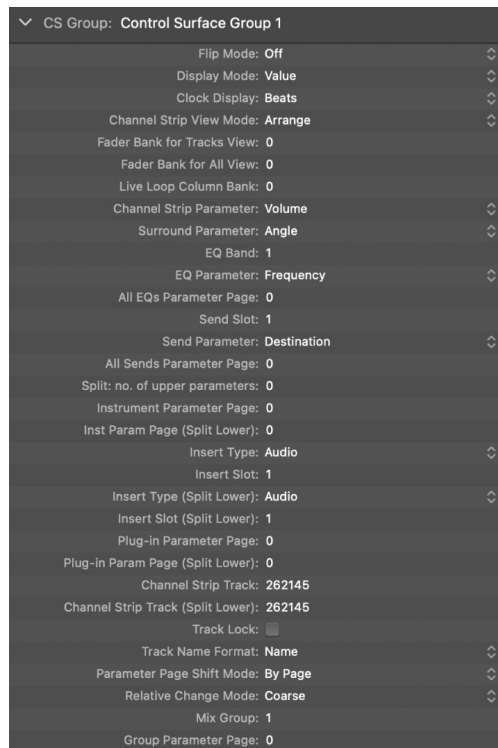 CS Group: Control Surface Group 1
Flip Mode: Off
Display Mode: Value
Clock Display: Beats
Channel Strip View Mode: Arrange
Fader Bank for Tracks View: 0
Fader Bank for All View: 0
Live Loop Column Bank: 0
Channel Strip Parameter: Volume
Surround Parameter: Angle
EQ Band: 1
EQ Parameter: Frequency
All EQs Parameter Page: 0
Send Slot: 1
Send Parameter: Destination
All Sends Parameter Page: 0
Split: no. of upper parameters: 0
Instrument Parameter Page: 0
Inst Param Page (Split Lower): 0
Insert Type: Audio
Insert Slot: 1
Insert Type (Split Lower): Audio
Insert Slot (Split Lower): 1
Plug-in Parameter Page: 0
Plug-in Param Page (Split Lower): 0
Channel Strip Track: 262145
Channel Strip Track (Split Lower): 262145
Track Lock:
Track Name Format: Name
Parameter Page Shift Mode: By Page
Relative Change Mode: Coarse
Mix Group: 1
Group Parameter Page: 0